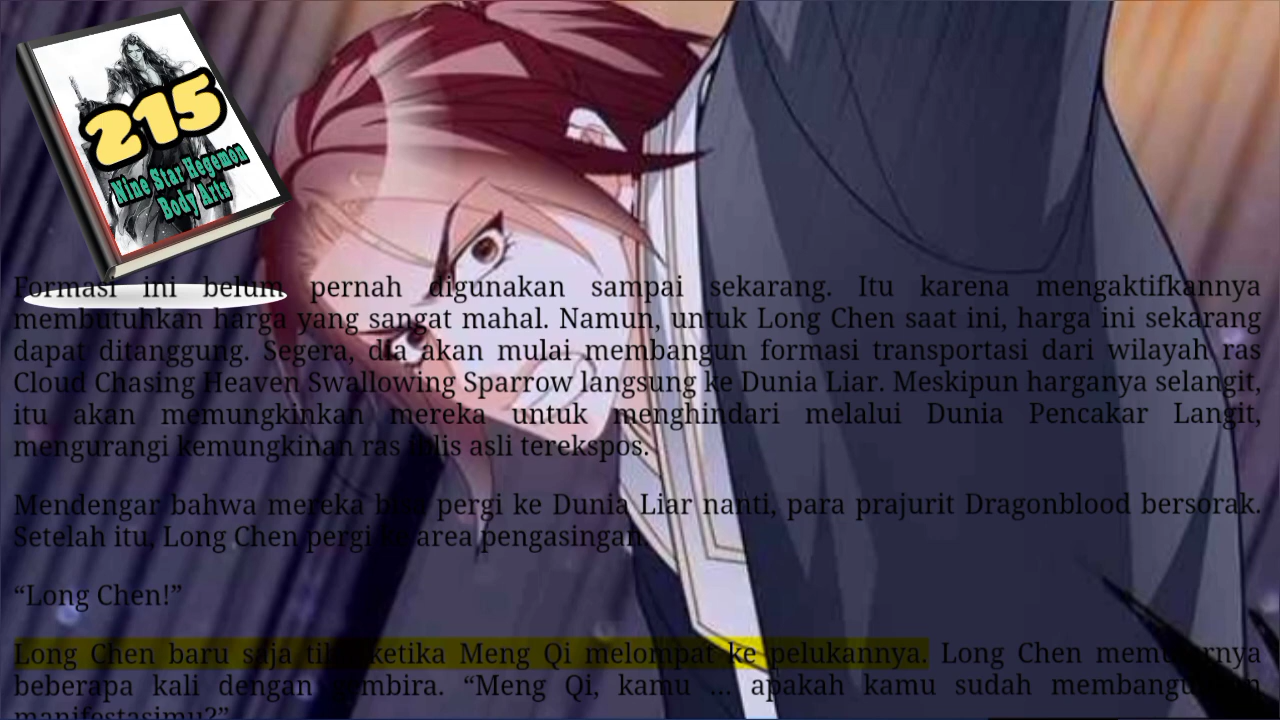 215
Nine Star Hegemon
Body Arts
Formasi ini belum pernah digunakan sampai sekarang. Itu karena mengaktifkannya
membutuhkan harga yang sangat mahal. Namun, untuk Long Chen saat ini, harga ini sekarang
dapat ditanggung. Segera, dia akan mulai membangun formasi transportasi dari wilayah ras
Cloud Chasing Heaven Swallowing Sparrow langsung ke Dunia Liar. Meskipun harganya selangit,
itu akan memungkinkan mereka untuk menghindari melalui Dunia Pencakar Langit,
mengurangi kemungkinan ras iblis asli terekspos.
Mendengar bahwa mereka bisa pergi ke Dunia Liar nanti, para prajurit Dragonblood bersorak.
Setelah itu, Long Chen pergi ke area pengasingan.
“Long Chen!”
Long Chen baru saja tiba ketika Meng Qi melompat ke pelukannya. Long Chen memutarnya
beberapa kali dengan gembira. “Meng Qi, kamu ... apakah kamu sudah membangunkan
manifestasimu?”